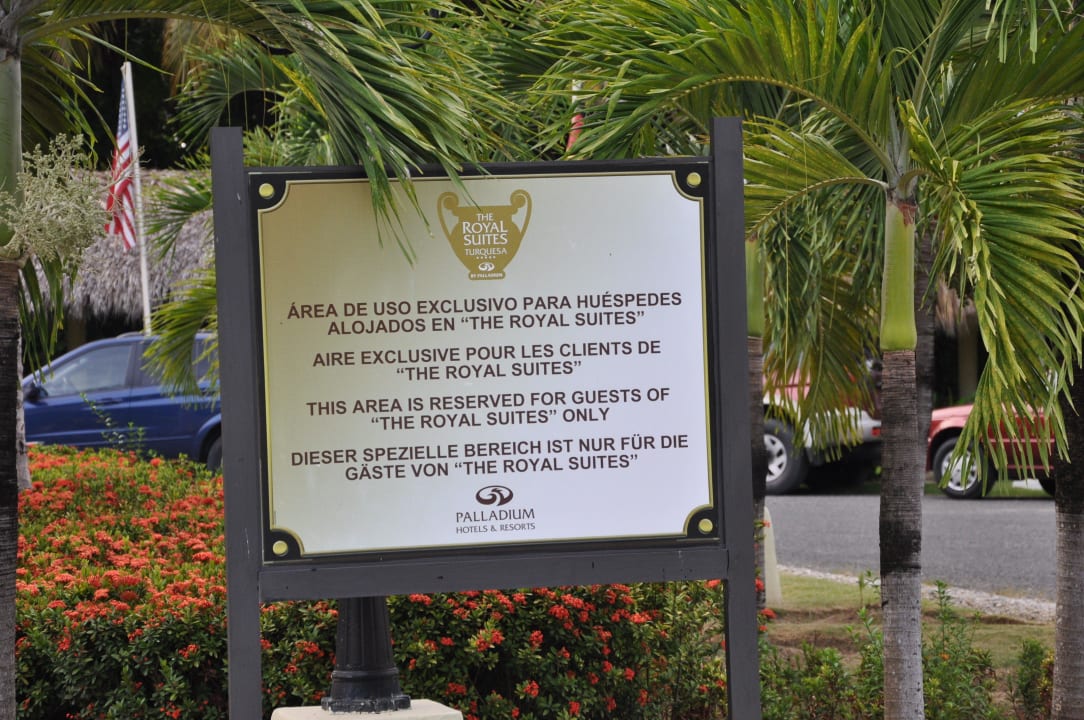 THE
ROYAL
SUITES
TURQUESA
BY PALLADIUM
ÁREA DE USO EXCLUSIVO PARA HUÉSPEDES
ALOJADOS EN “THE ROYAL SUITES”
AIRE EXCLUSIVE POUR LES CLIENTS DE
“THE ROYAL SUITES”
THIS AREA IS RESERVED FOR GUESTS OF
“THE ROYAL SUITES” ONLY
DIESER SPEZIELLE BEREICH IST NUR FÜR DIE
GÄSTE VON “THE ROYAL SUITES”
PALLADIUM
HOTELS & RESORTS